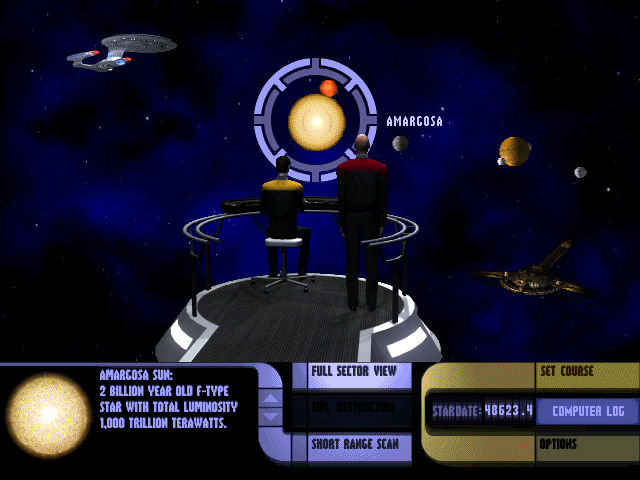 AMARGOSA
AMARGOSA SUN:
2 BILLION YEAR OLD F-TYPE
STAR WITH TOTAL LUMINOSITY
1,000 TRILLION TERAWATTS.
FULL SECTOR VIEW
SIM. DESTRUCTION
SHORT RANGE SCAN
SET COURSE
STARDATE:48623.4
COMPUTER LOG
OPTIONS